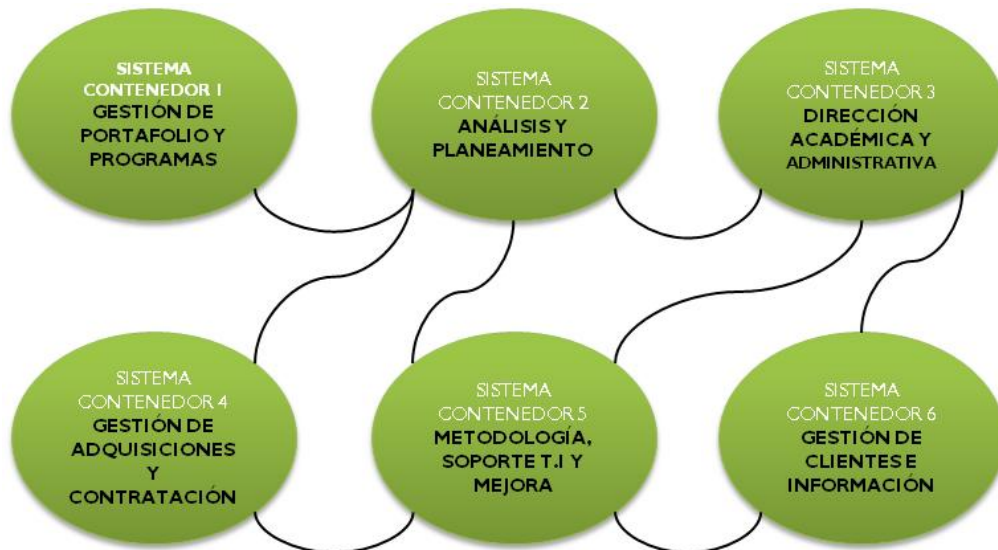 SISTEMA
CONTENEDOR 1
GESTIÓN DE
PORTAFOLIO Y
PROGRAMAS
SISTEMA
CONTENEDOR 2
ANÁLISIS Y
PLANEAMIENTO
SISTEMA
CONTENEDOR 3
DIRECCIÓN
ACADÉMICA Y
ADMINISTRATIVA
SISTEMA
CONTENEDOR 4
GESTIÓN DE
ADQUISICIONES
Y
CONTRATACIÓN
SISTEMA
CONTENEDOR 5
METODOLOGÍA,
SOPORTE T.I Y
MEJORA
SISTEMA
CONTENEDOR 6
GESTIÓN DE
CLIENTES E
INFORMACIÓN